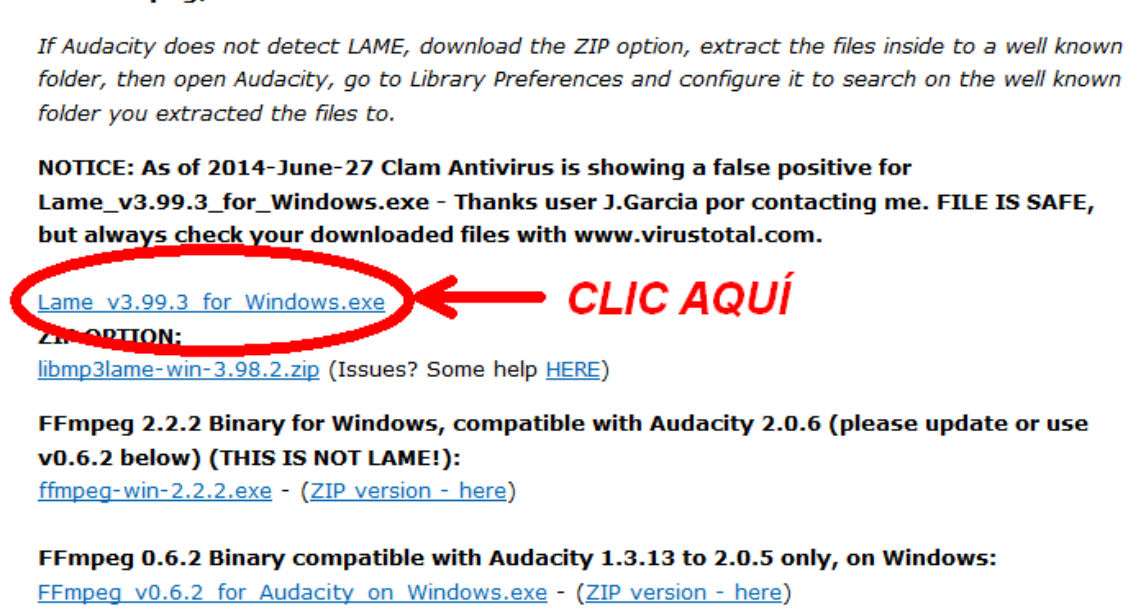 If Audacity does not detect LAME, download the ZIP option, extract the files inside to a well known
folder, then open Audacity, go to Library Preferences and configure it to search on the well known
folder you extracted the files to.
NOTICE: As of 2014-June-27 Clam Antivirus is showing a false positive for
Lame_v3.99.3_for_Windows.exe - Thanks user J.Garcia por contacting me. FILE IS SAFE,
but always check your downloaded files with www.virustotal.com.
Lame_v3.99.3_for_Windows.exe
CLIC AQUÍ
ZIP OPTION:
libmp3lame-win-3.98.2.zip (Issues? Some help HERE)
FFmpeg 2.2.2 Binary for Windows, compatible with Audacity 2.0.6 (please update or use
v0.6.2 below) (THIS IS NOT LAME!):
ffmpeg-win-2.2.2.exe - (ZIP version - here)
FFmpeg 0.6.2 Binary compatible with Audacity 1.3.13 to 2.0.5 only, on Windows:
FFmpeg_v0.6.2_for_Audacity_on_Windows.exe - (ZIP version - here)